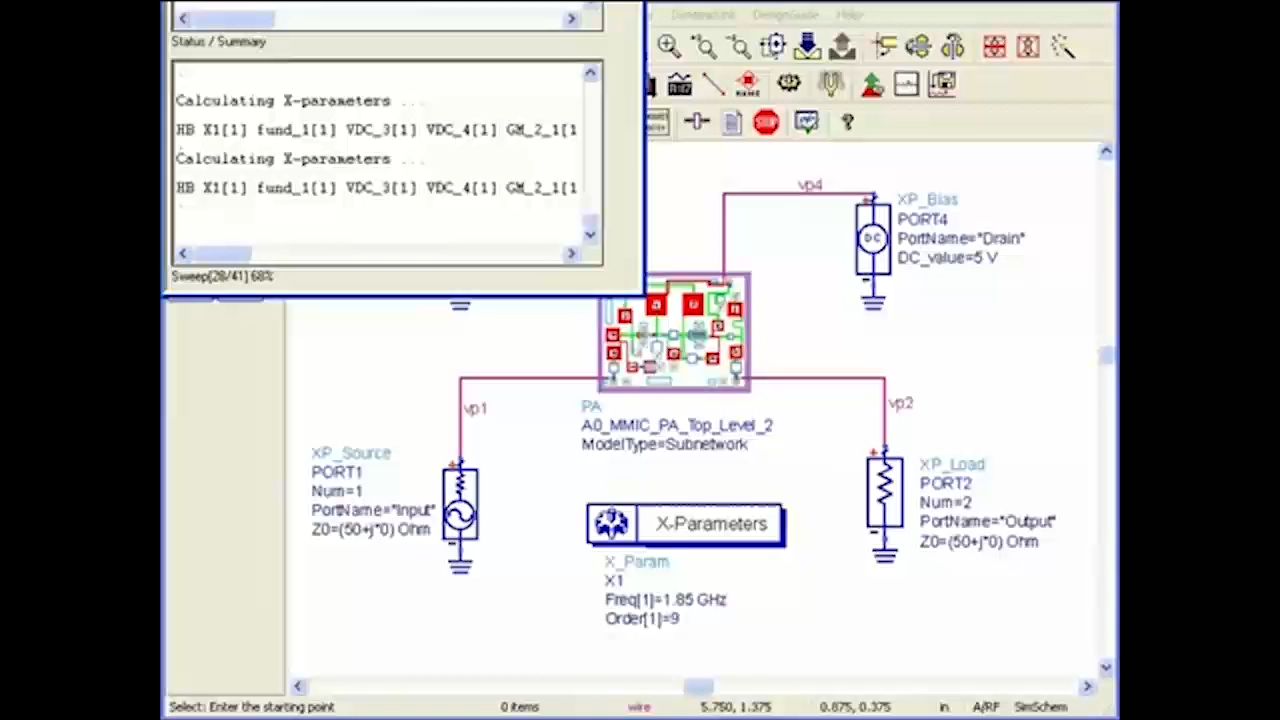 DesignGuide Help
Status / Summary
Calculating X-parameters ...
HB X1[1] fund_1[1] VDC_3[1] VDC_4[1] GM_2_1[1
Calculating X-parameters ...
HB X1[1] fund_1[1] VDC_3[1] VDC_4[1] GM_2_1[1
Sweep[28/41] 68%
NAME
STOP
?
vp4
XP_Bias
PORT4
PortName="Drain"
DC_value=5 V
DC
vp1
vp2
PA
A0_MMIC_PA_Top_Level_2
ModelType=Subnetwork
XP_Source
PORT1
Num=1
PortName="Input"
Z0=(50+j*0) Ohm
XP_Load
PORT2
Num=2
PortName="Output"
Z0=(50+j*0) Ohm
X-Parameters
X_Param
X1
Freq[1]=1.85 GHz
Order[1]=9
Select: Enter the starting point 0 items wire 5.750, 1.375 0.875, 0.375 in A/RF SimSchem